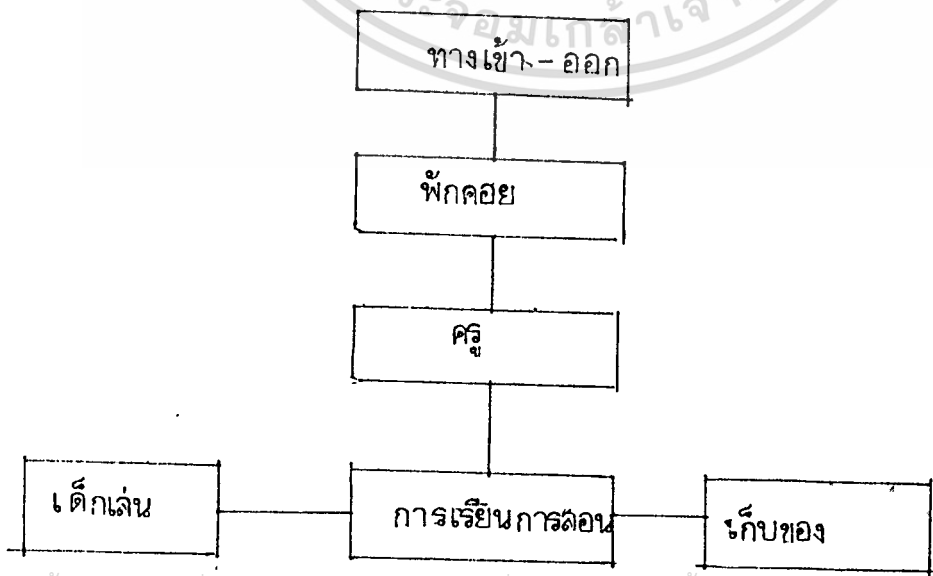 ทางเข้า - ออก
พักคอย
ครู
เด็กเล่น
การเรียนการสอน
เก็บของ